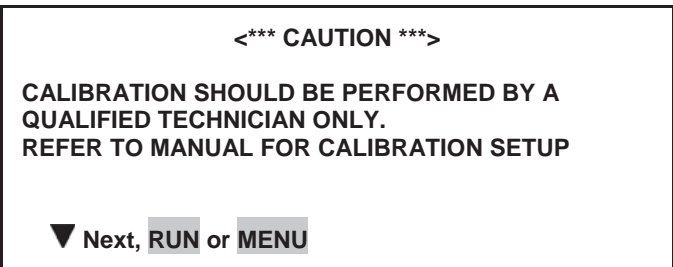 <*** CAUTION ***>
CALIBRATION SHOULD BE PERFORMED BY A
QUALIFIED TECHNICIAN ONLY.
REFER TO MANUAL FOR CALIBRATION SETUP
▼ Next, RUN or MENU